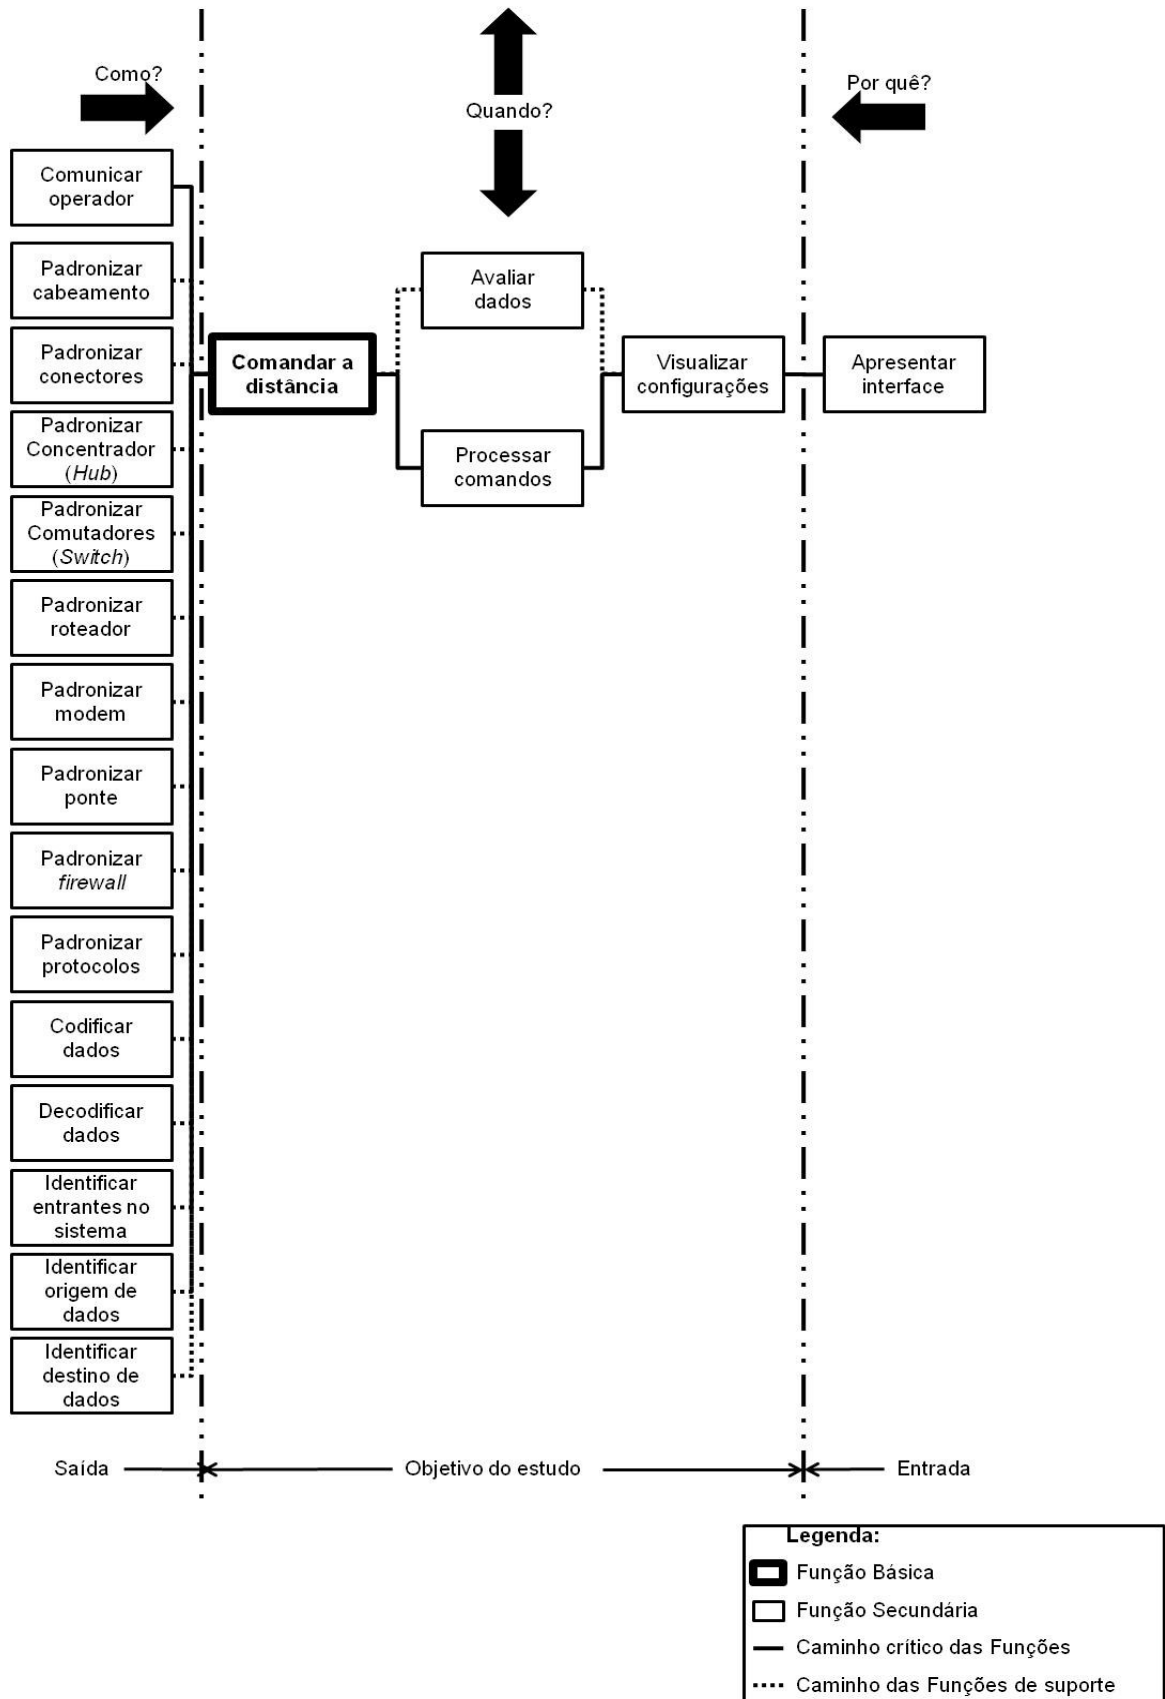 Como?
Quando?
Por quê?
Comunicar
operador
Padronizar
cabeamento
Padronizar
conectores
Padronizar
Concentrador
(Hub)
Padronizar
Comutadores
(Switch)
Padronizar
roteador
Padronizar
modem
Padronizar
ponte
Padronizar
firewall
Padronizar
protocolos
Codificar
dados
Decodificar
dados
Identificar
entrantes no
sistema
Identificar
origem de
dados
Identificar
destino de
dados
Comandar a
distância
Avaliar
dados
Processar
comandos
Visualizar
configurações
Apresentar
interface
Saída
Objetivo do estudo
Entrada
Legenda:
Função Básica
Função Secundária
Caminho crítico das Funções
Caminho das Funções de suporte